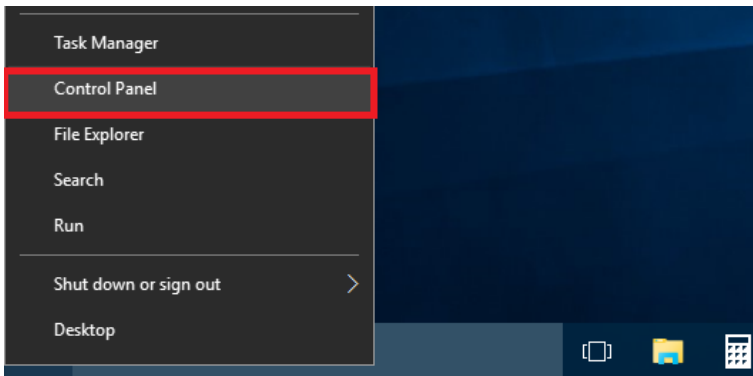 Task Manager
Control Panel
File Explorer
Search
Run
Shut down or sign out
Desktop